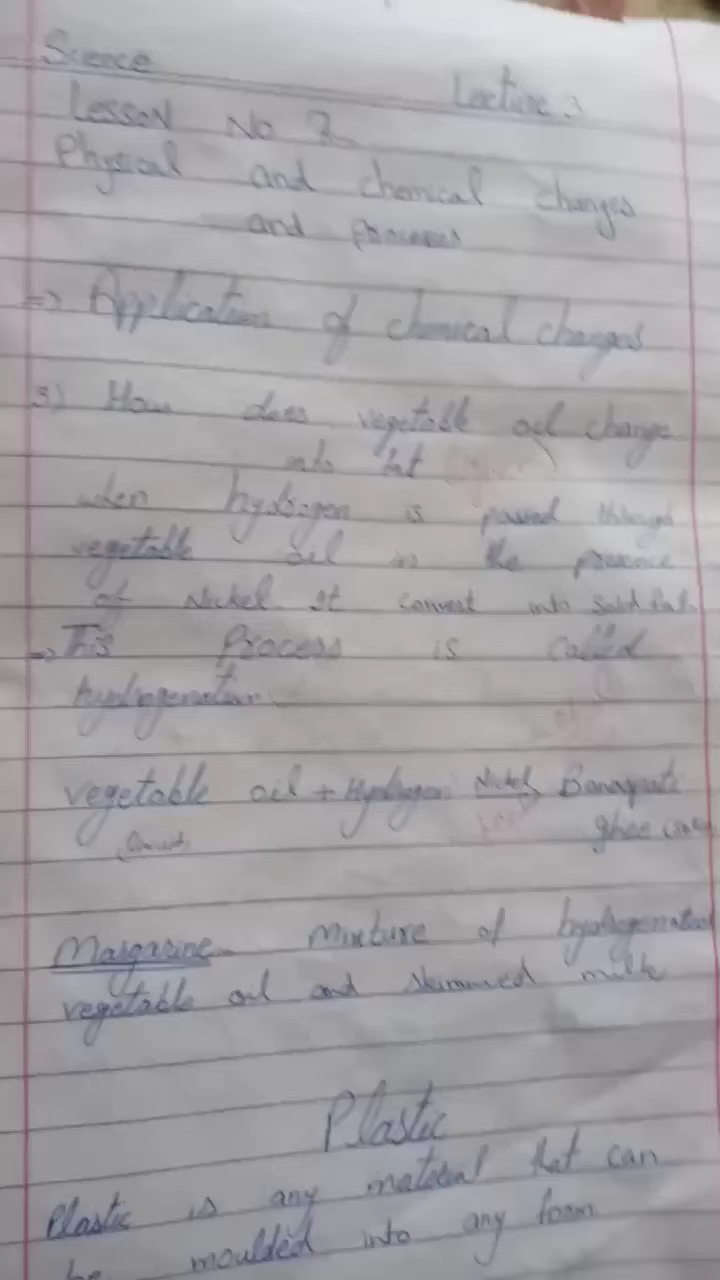 Science Lecture 3
Lesson No 7
Physical and chemical changes
and processes
=> Application of chemical changes
3) How does vegetable oil change
into fat
when hydrogen is passed through
vegetable oil in the presence
of Nickel. It convert into solid fat.
→ This Process is called
hydrogenation.
vegetable oil + Hydrogen Nickel
ghee
Margarine mixture of hydrogenated
vegetable oil and skimmed milk
Plastic
Plastic is any material that can
be moulded into any form